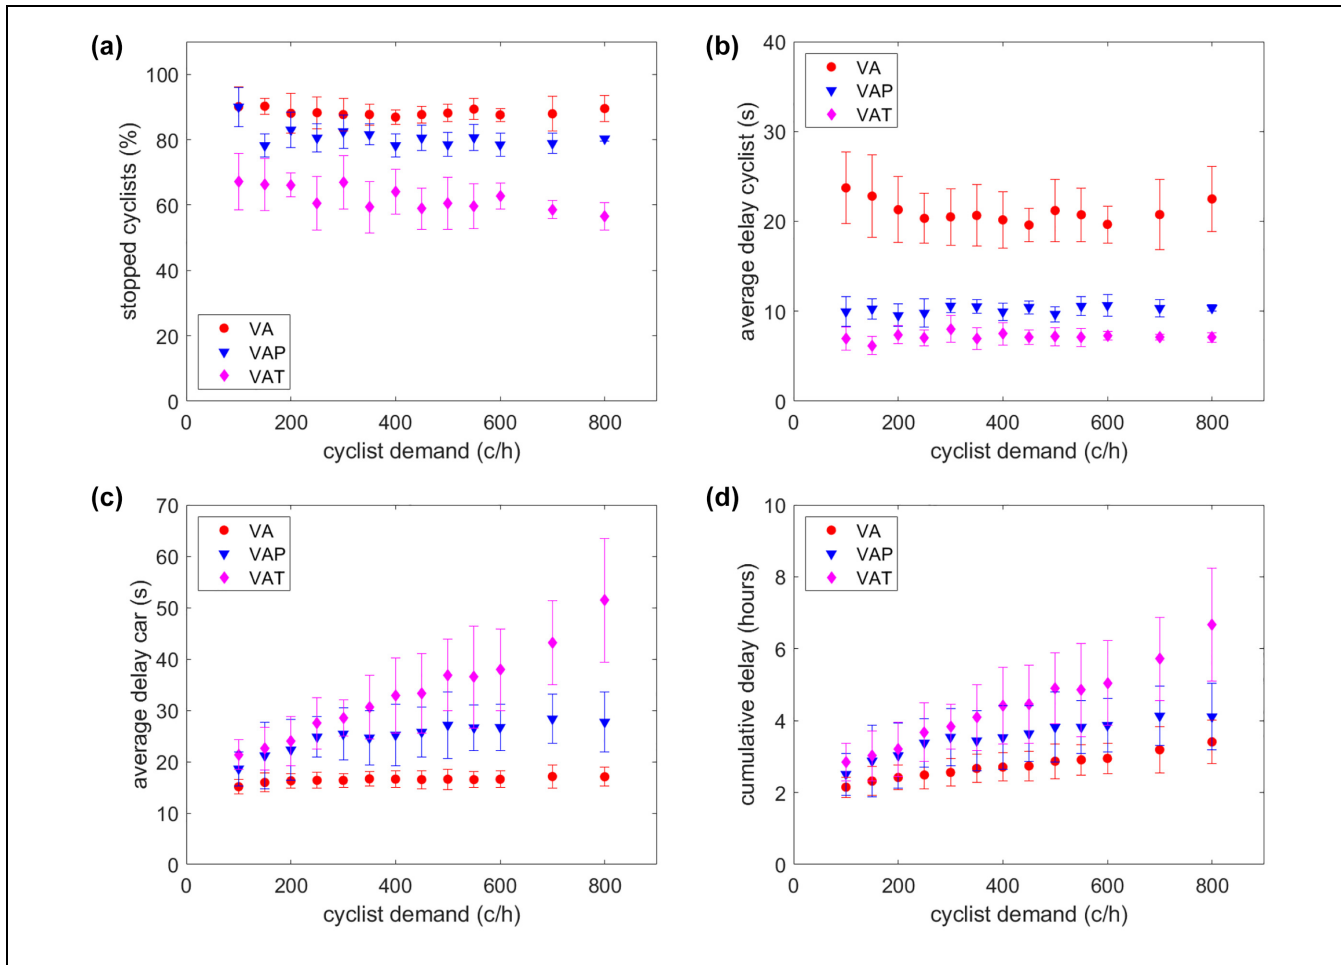 (a)
stopped cyclists (%)
100
80
60
40
20
0
VA
VAP
VAT
0 200 400 600 800
cyclist demand (c/h)
(b)
average delay cyclist (s)
40
30
20
10
0
VA
VAP
VAT
0 200 400 600 800
cyclist demand (c/h)
(c)
average delay car (s)
70
60
50
40
30
20
10
0
VA
VAP
VAT
0 200 400 600 800
cyclist demand (c/h)
(d)
cumulative delay (hours)
10
8
6
4
2
0
VA
VAP
VAT
0 200 400 600 800
cyclist demand (c/h)